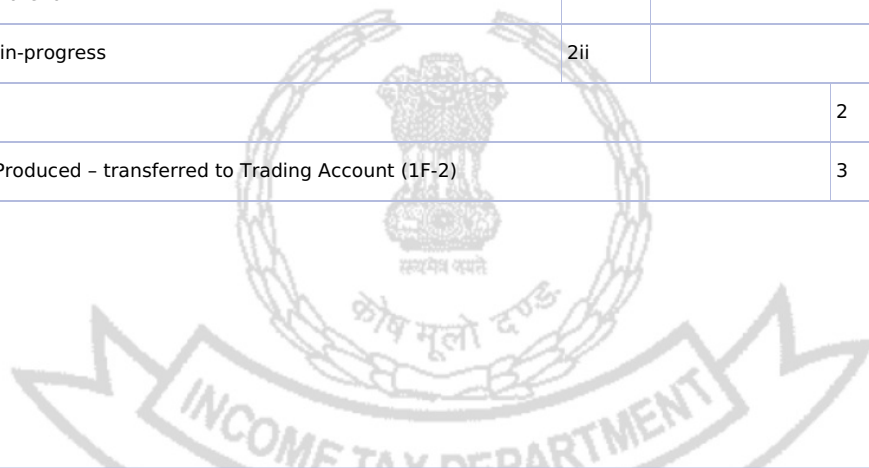 in-progress 2ii
2
Produced – transferred to Trading Account (1F-2) 3
सत्यमेव जयते
कोष मूलो दण्ड:
INCOME TAX DEPARTMENT